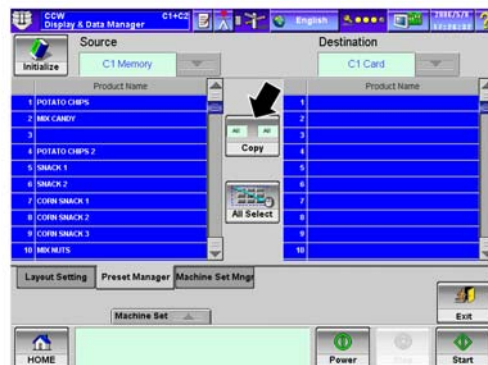 CCW
Display & Data Manager
C1+C2
English
Source
Destination
Initialize
C1 Memory
C1 Card
Product Name
Product Name
1 POTATO CHIPS
2 MIX CANDY
3
4 POTATO CHIPS 2
5 SNACK 1
6 SNACK 2
7 CORN SNACK 1
8 CORN SNACK 2
9 CORN SNACK 3
10 MIX NUTS
1
2
3
4
5
6
7
8
9
10
Copy
All Select
Layout Setting
Preset Manager
Machine Set Mngr
Machine Set
Exit
HOME
Power
Stop
Start